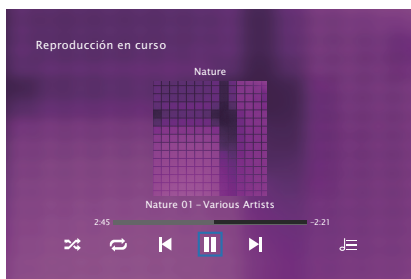 Reproducción en curso
Nature
Nature 01 – Various Artists
2:45 –2:21